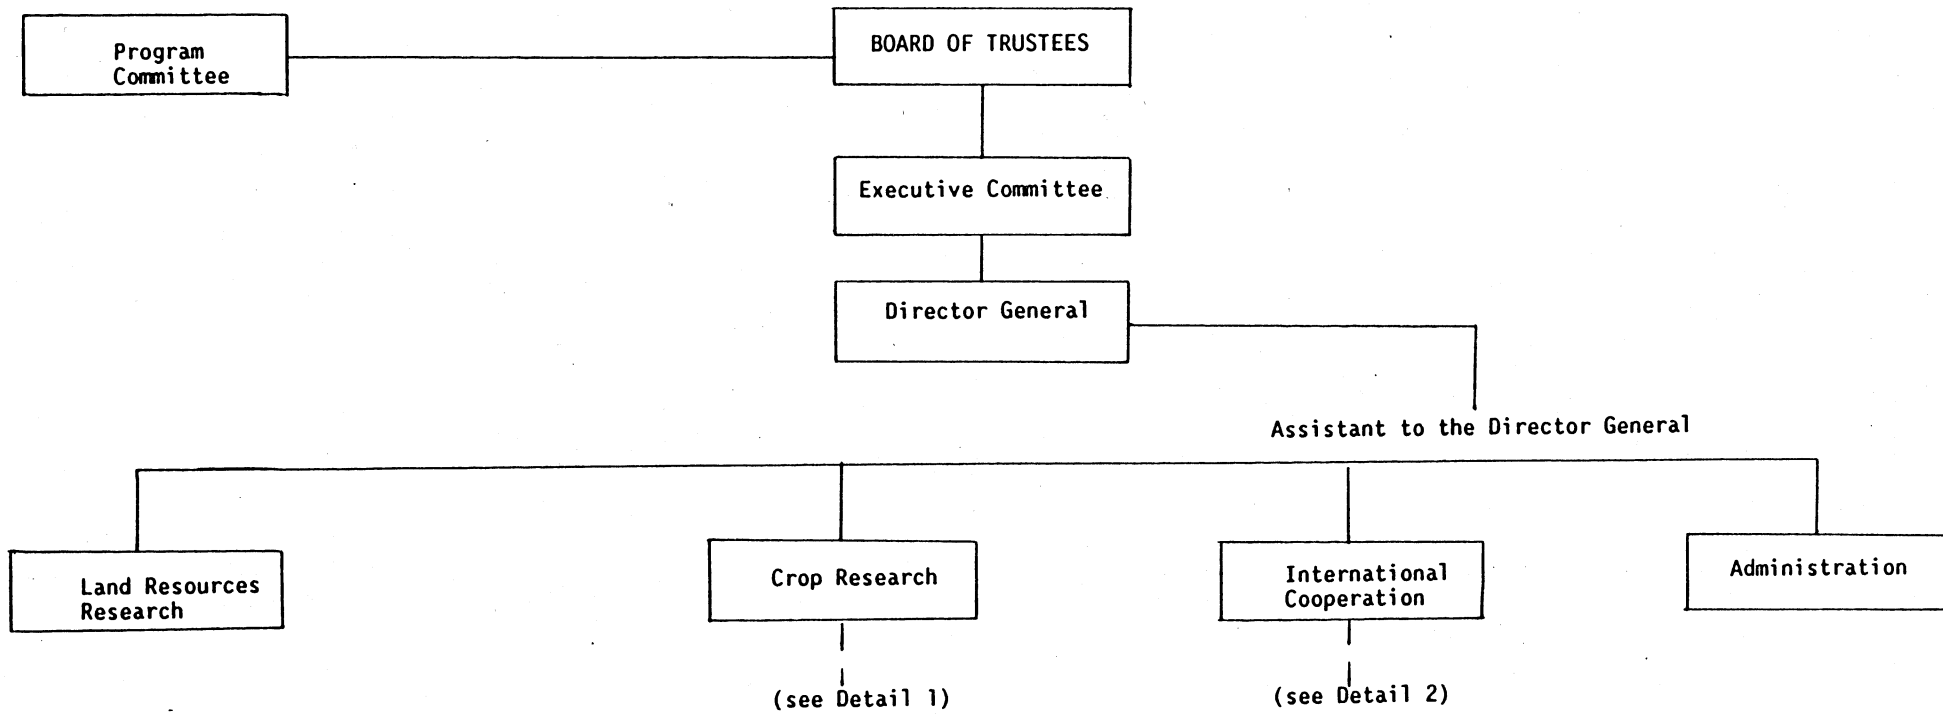 Program
Committee
BOARD OF TRUSTEES
Executive Committee
Director General
Assistant to the Director General
Land Resources
Research
Crop Research
International
Cooperation
Administration
(see Detail 1)
(see Detail 2)